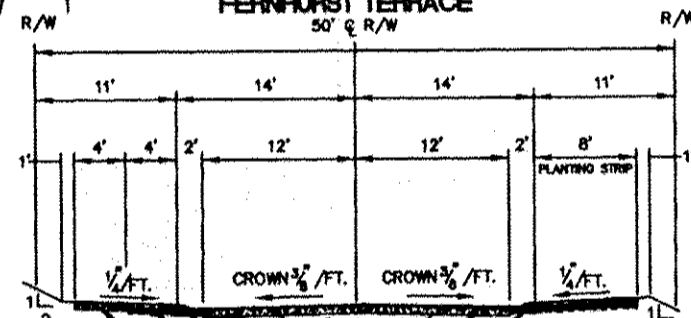 FERNHURST TERRACE
R/W 50' ℄ R/W R/W
11' 14' 14' 11'
1' 4' 4' 2' 12' 12' 2' 8'
PLANTING STRIP
1/4"/FT. CROWN 3/8"/FT. CROWN 3/8"/FT. 1/4"/FT.
1 1